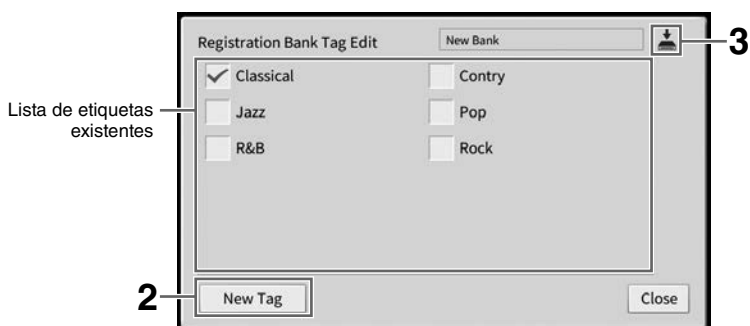 Registration Bank Tag Edit
New Bank
3
Classical
Contry
Lista de etiquetas
existentes
Jazz
Pop
R&B
Rock
2
New Tag
Close